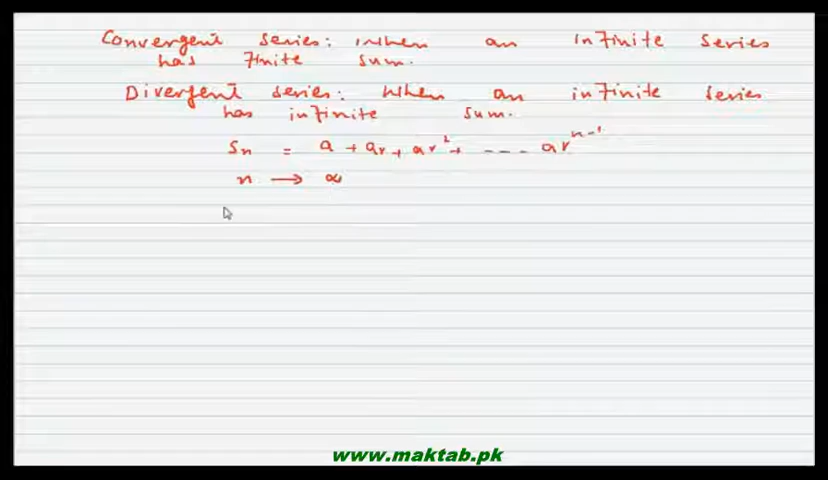 Convergent series: When an infinite series
has finite sum.
Divergent series: When an infinite series
has infinite sum.
Sn = a + ar + ar² + ---- ar^(n-1)
n → ∞
www.maktab.pk